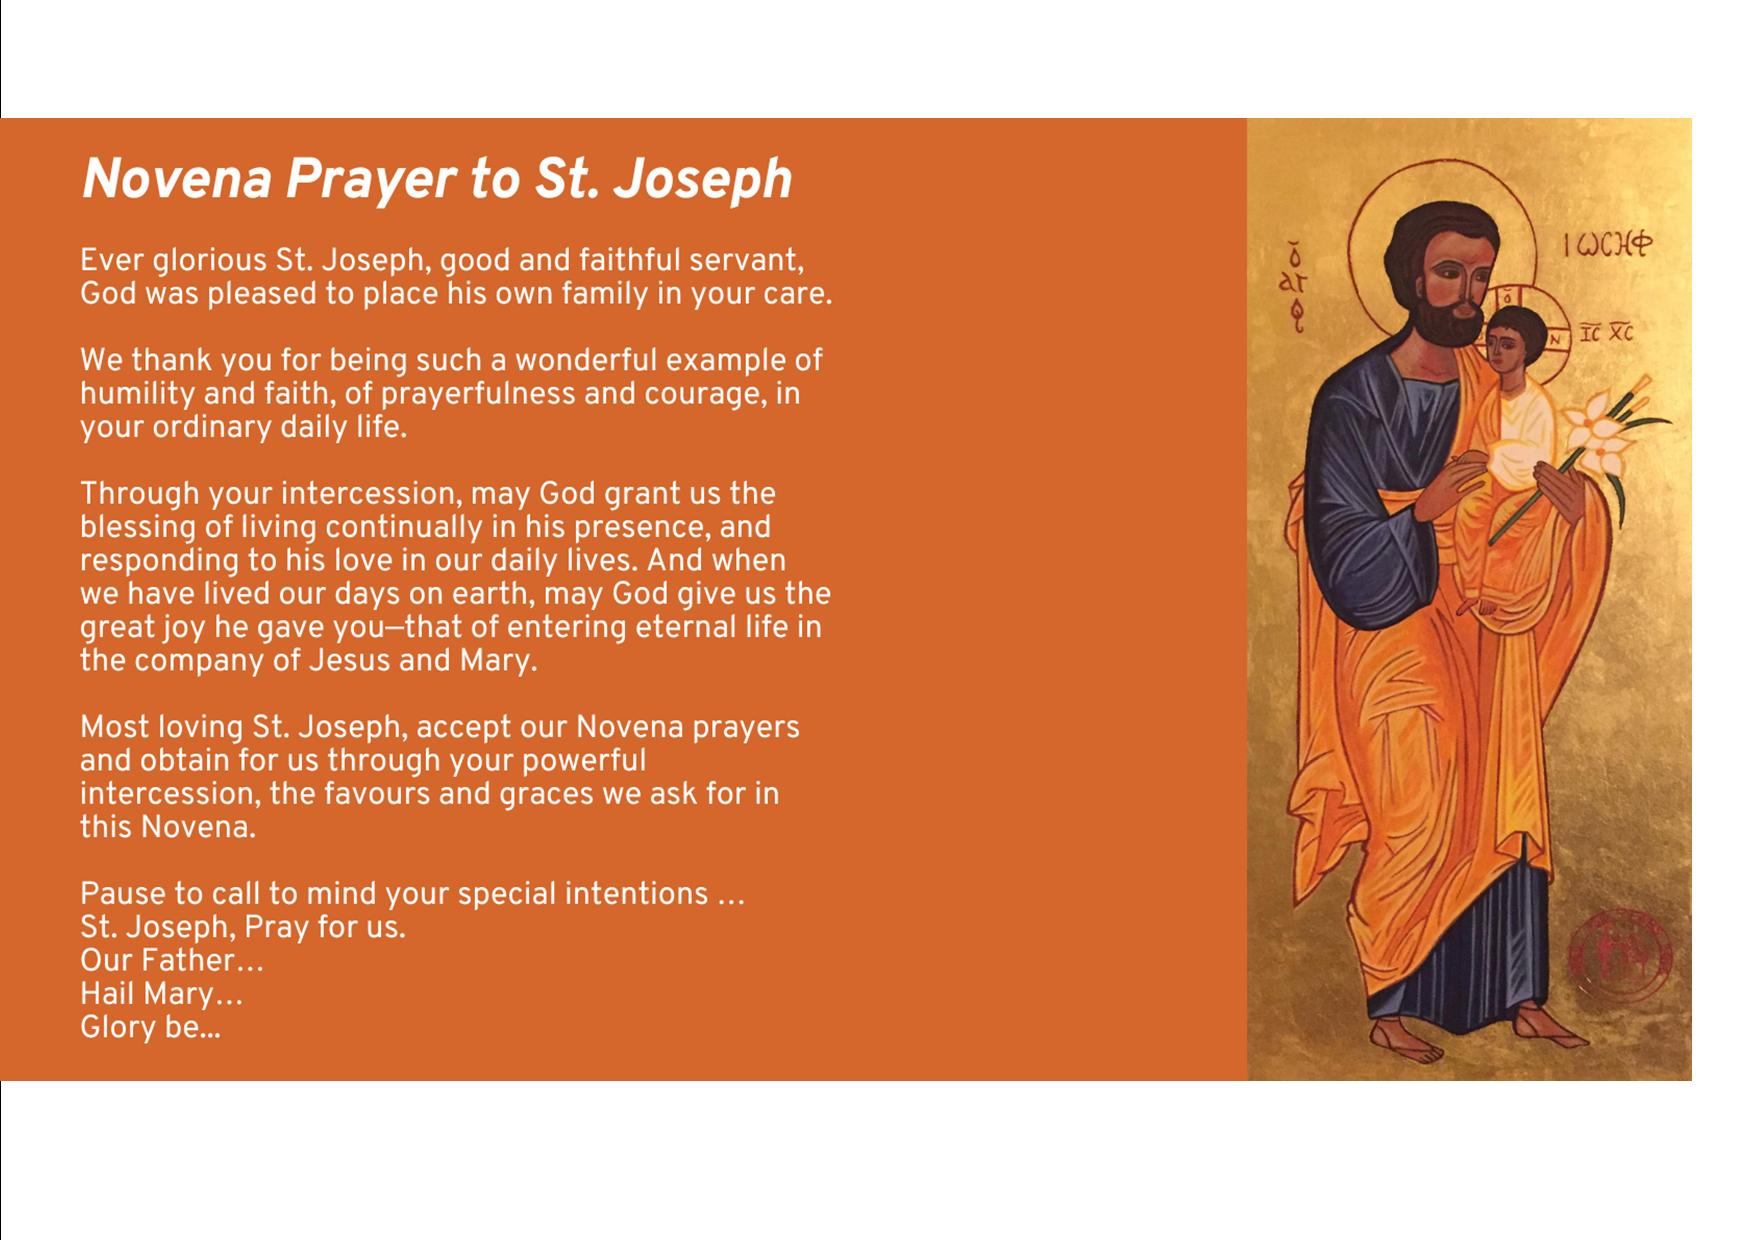 Novena Prayer to St. Joseph
Ever glorious St. Joseph, good and faithful servant,
God was pleased to place his own family in your care.
We thank you for being such a wonderful example of
humility and faith, of prayerfulness and courage, in
your ordinary daily life.
Through your intercession, may God grant us the
blessing of living continually in his presence, and
responding to his love in our daily lives. And when
we have lived our days on earth, may God give us the
great joy he gave you—that of entering eternal life in
the company of Jesus and Mary.
Most loving St. Joseph, accept our Novena prayers
and obtain for us through your powerful
intercession, the favours and graces we ask for in
this Novena.
Pause to call to mind your special intentions …
St. Joseph, Pray for us.
Our Father…
Hail Mary…
Glory be...
ΙωCΗΦ
IC XC